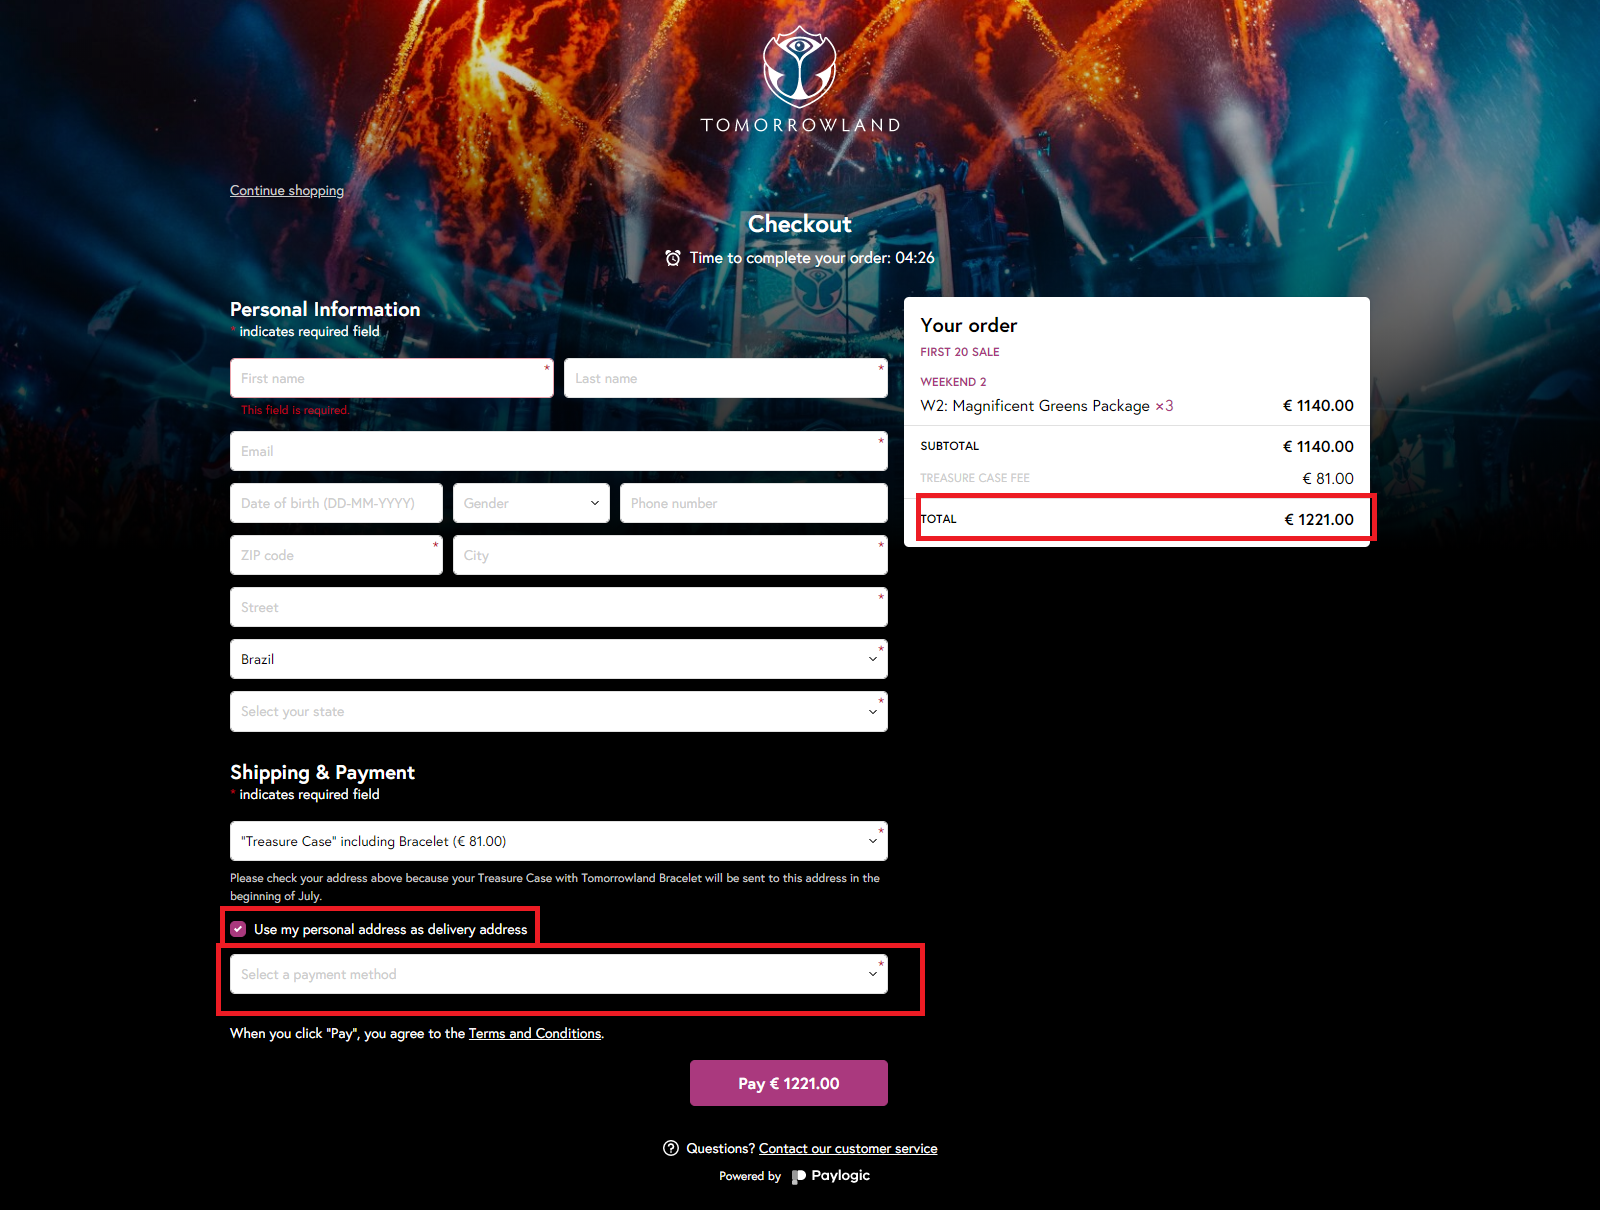 TOMORROWLAND
Continue shopping
Checkout
Time to complete your order: 04:26
Personal Information
* indicates required field
First name *
Last name *
This field is required.
Email *
Date of birth (DD-MM-YYYY)
Gender
Phone number
ZIP code *
City *
Street *
Brazil *
Select your state *
Shipping & Payment
* indicates required field
"Treasure Case" including Bracelet (€ 81.00) *
Please check your address above because your Treasure Case with Tomorrowland Bracelet will be sent to this address in the
beginning of July.
Use my personal address as delivery address
Select a payment method *
When you click "Pay", you agree to the Terms and Conditions.
Pay € 1221.00
Your order
FIRST 20 SALE
WEEKEND 2
W2: Magnificent Greens Package ×3 € 1140.00
SUBTOTAL € 1140.00
TREASURE CASE FEE € 81.00
TOTAL € 1221.00
Questions? Contact our customer service
Powered by Paylogic